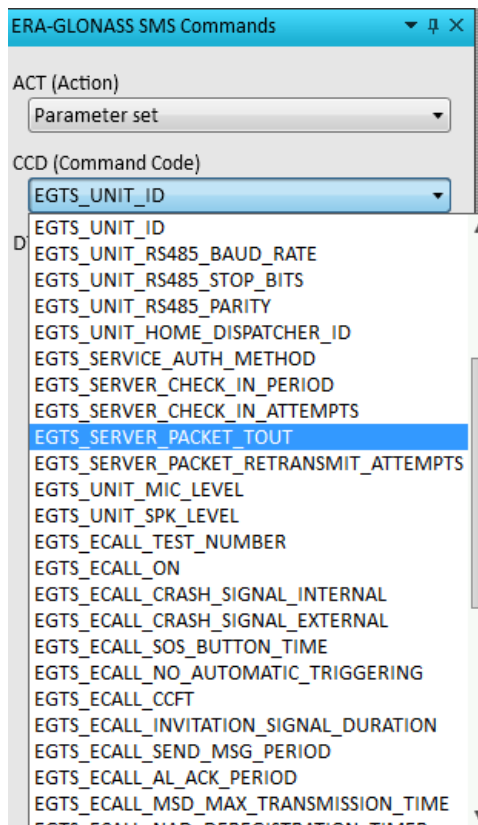 ERA-GLONASS SMS Commands
ACT (Action)
Parameter set
CCD (Command Code)
EGTS_UNIT_ID
EGTS_UNIT_ID
EGTS_UNIT_RS485_BAUD_RATE
EGTS_UNIT_RS485_STOP_BITS
EGTS_UNIT_RS485_PARITY
EGTS_UNIT_HOME_DISPATCHER_ID
EGTS_SERVICE_AUTH_METHOD
EGTS_SERVER_CHECK_IN_PERIOD
EGTS_SERVER_CHECK_IN_ATTEMPTS
EGTS_SERVER_PACKET_TOUT
EGTS_SERVER_PACKET_RETRANSMIT_ATTEMPTS
EGTS_UNIT_MIC_LEVEL
EGTS_UNIT_SPK_LEVEL
EGTS_ECALL_TEST_NUMBER
EGTS_ECALL_ON
EGTS_ECALL_CRASH_SIGNAL_INTERNAL
EGTS_ECALL_CRASH_SIGNAL_EXTERNAL
EGTS_ECALL_SOS_BUTTON_TIME
EGTS_ECALL_NO_AUTOMATIC_TRIGGERING
EGTS_ECALL_CCFT
EGTS_ECALL_INVITATION_SIGNAL_DURATION
EGTS_ECALL_SEND_MSG_PERIOD
EGTS_ECALL_AL_ACK_PERIOD
EGTS_ECALL_MSD_MAX_TRANSMISSION_TIME
EGTS_ECALL_NAD_DEREGISTRATION_TIMER